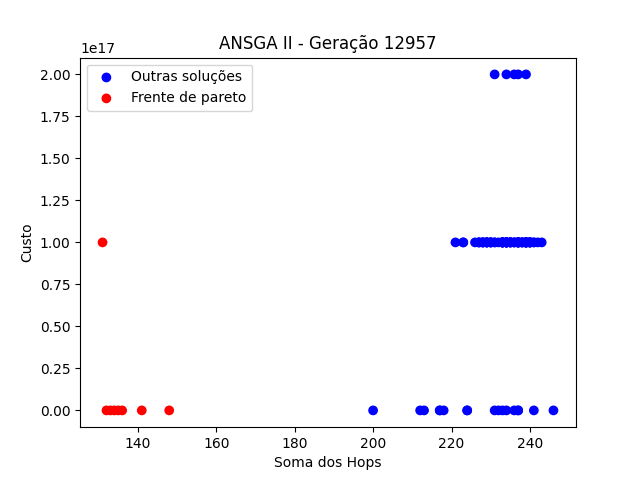 ANSGA II - Geração 12957
1e17
Outras soluções
Frente de pareto
2.00
1.75
1.50
1.25
1.00
0.75
0.50
0.25
0.00
Custo
140
160
180
200
220
240
Soma dos Hops